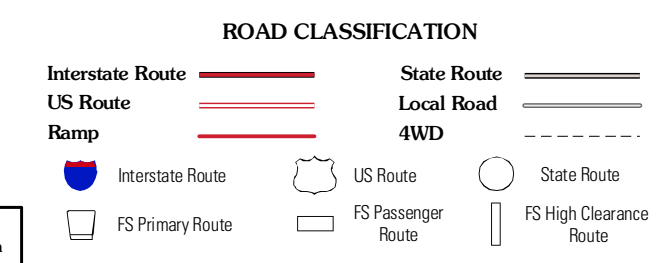 ROAD CLASSIFICATION
Interstate Route
State Route
US Route
Local Road
Ramp
4WD
Interstate Route
US Route
State Route
FS Primary Route
FS Passenger
Route
FS High Clearance
Route